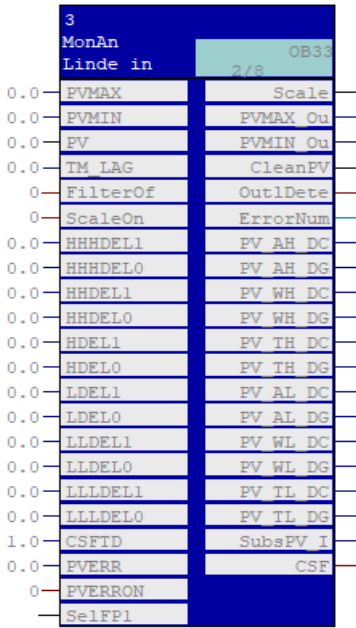 3
MonAn
Linde in
OB33
2/8
0.0 PVMAX Scale
0.0 PVMIN PVMAX_Ou
0.0 PV PVMIN_Ou
0.0 TM_LAG CleanPV
0 FilterOf OutlDete
0 ScaleOn ErrorNum
0.0 HHHDEL1 PV_AH_DC
0.0 HHHDEL0 PV_AH_DG
0.0 HHDEL1 PV_WH_DC
0.0 HHDEL0 PV_WH_DG
0.0 HDEL1 PV_TH_DC
0.0 HDEL0 PV_TH_DG
0.0 LDEL1 PV_AL_DC
0.0 LDEL0 PV_AL_DG
0.0 LLDEL1 PV_WL_DC
0.0 LLDEL0 PV_WL_DG
0.0 LLLDEL1 PV_TL_DC
0.0 LLLDEL0 PV_TL_DG
1.0 CSFTD SubsPV_I
0.0 PVERR CSF
0 PVERRON
SelFP1